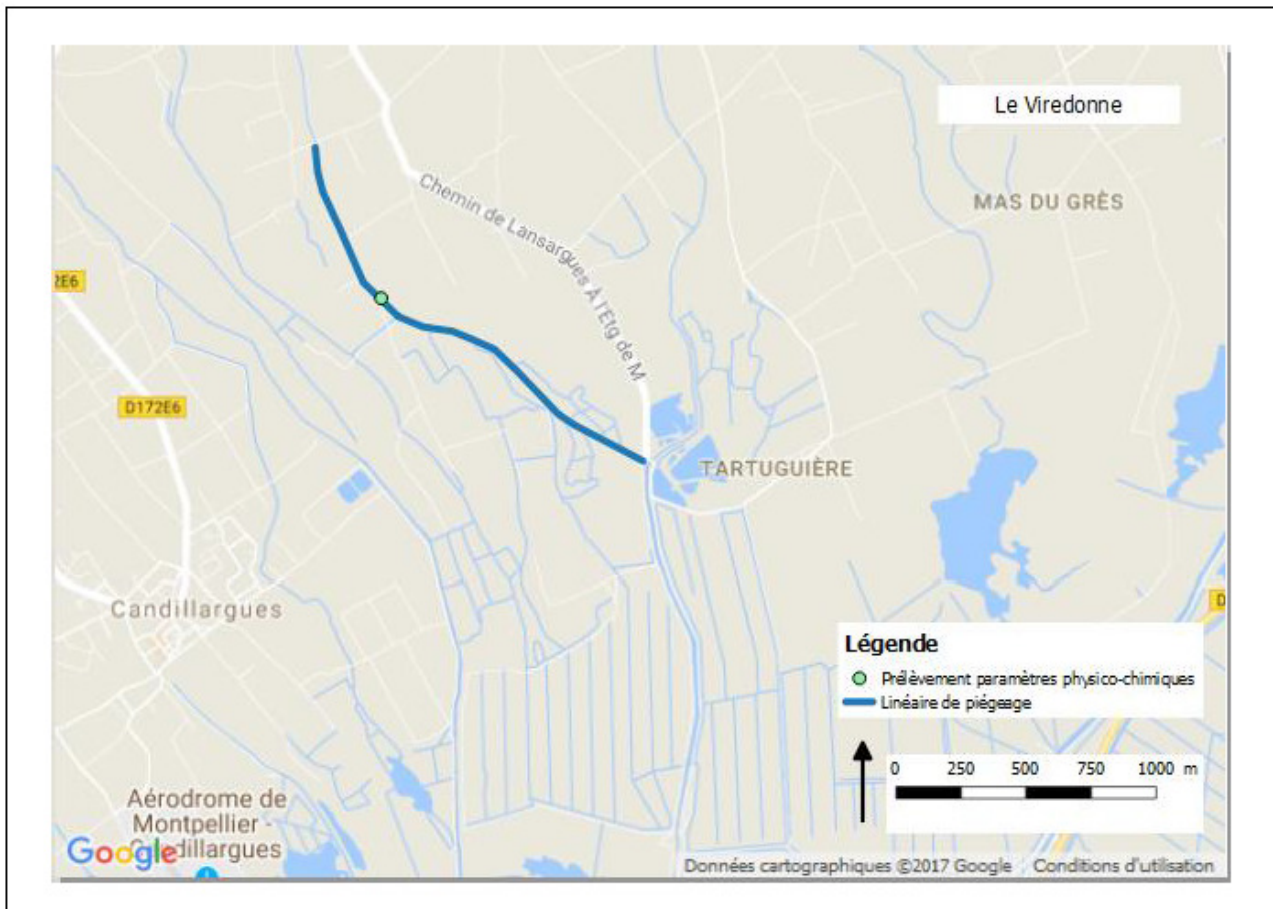 Le Viredonne
MAS DU GRÈS
Chemin de Lansargues À l'Etg de M
2E6
D172E6
TARTUGUIÈRE
Candillargues
D
Légende
Prélèvement paramètres physico-chimiques
Linéaire de piégeage
0 250 500 750 1000 m
Aérodrome de
Montpellier -
Candillargues
Google
Données cartographiques ©2017 Google Conditions d'utilisation